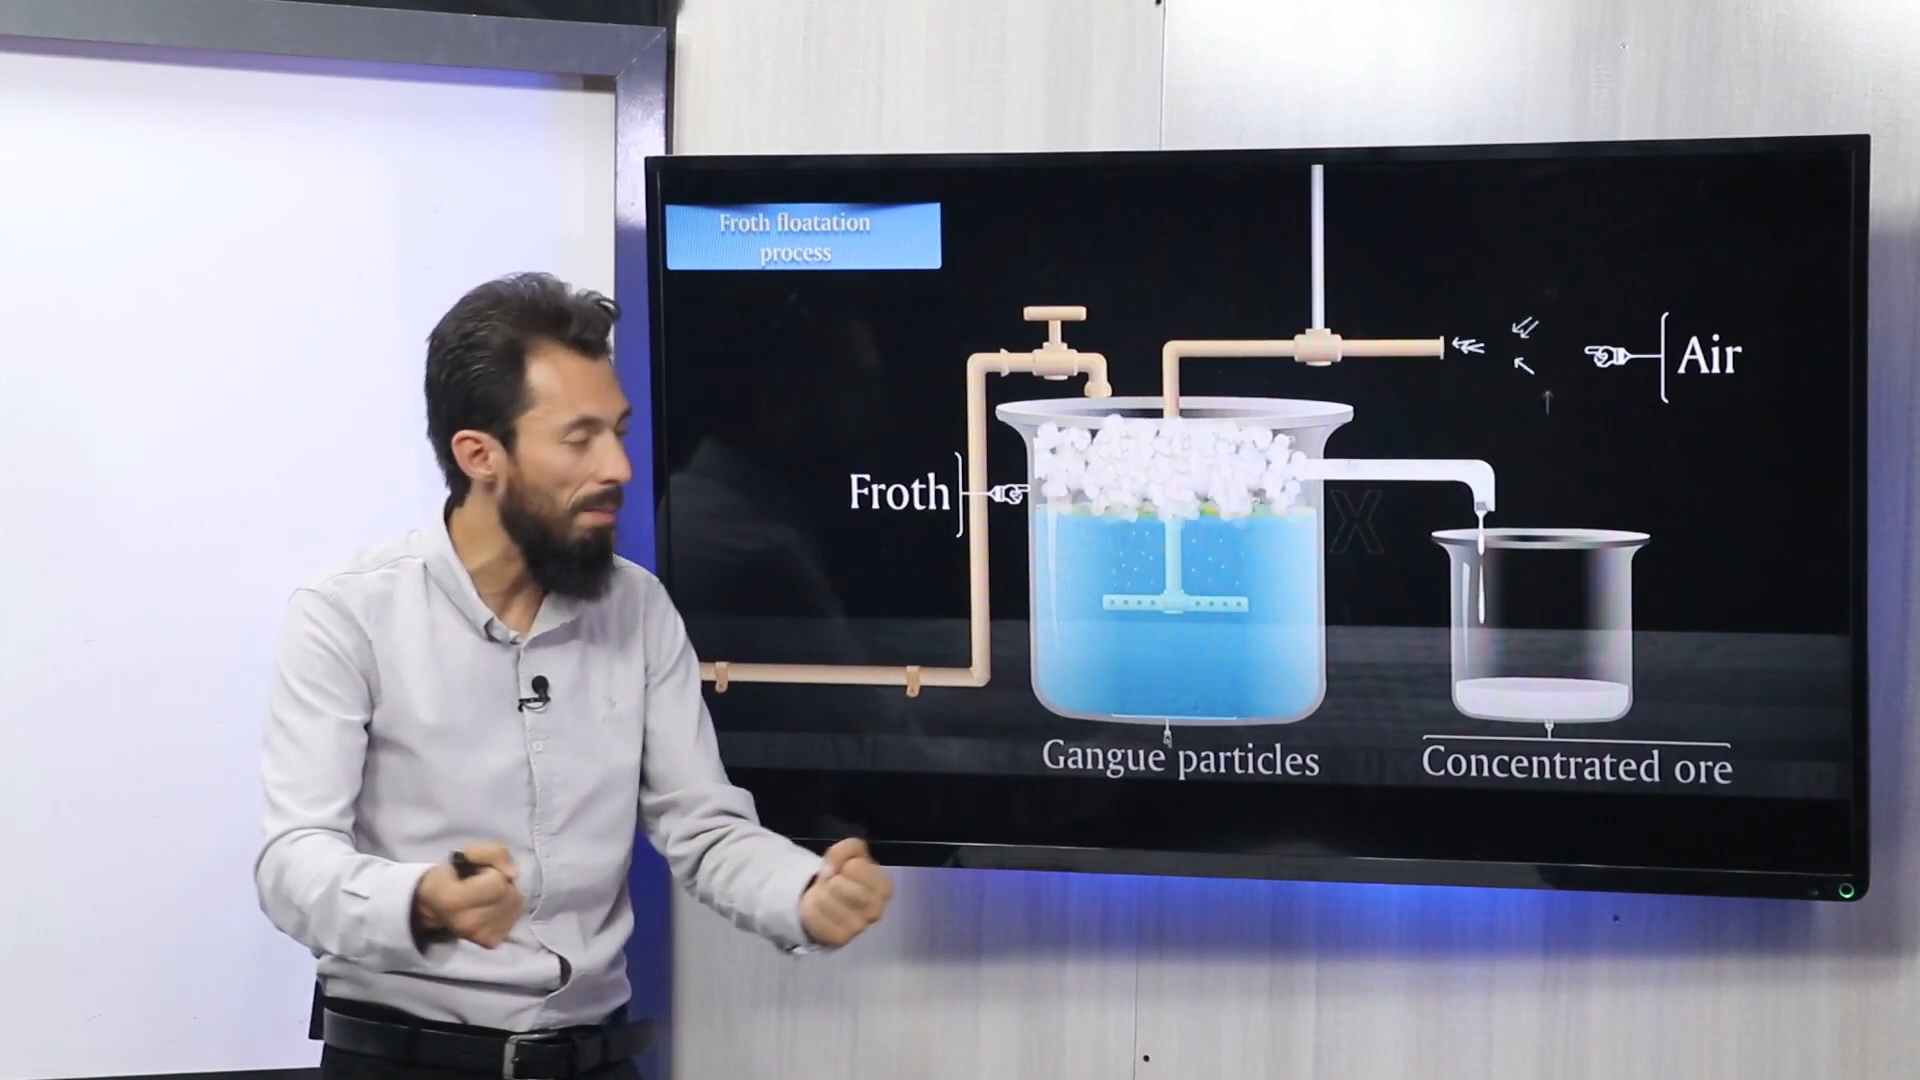 Froth floatation
process
Air
Froth
X
Gangue particles
Concentrated ore